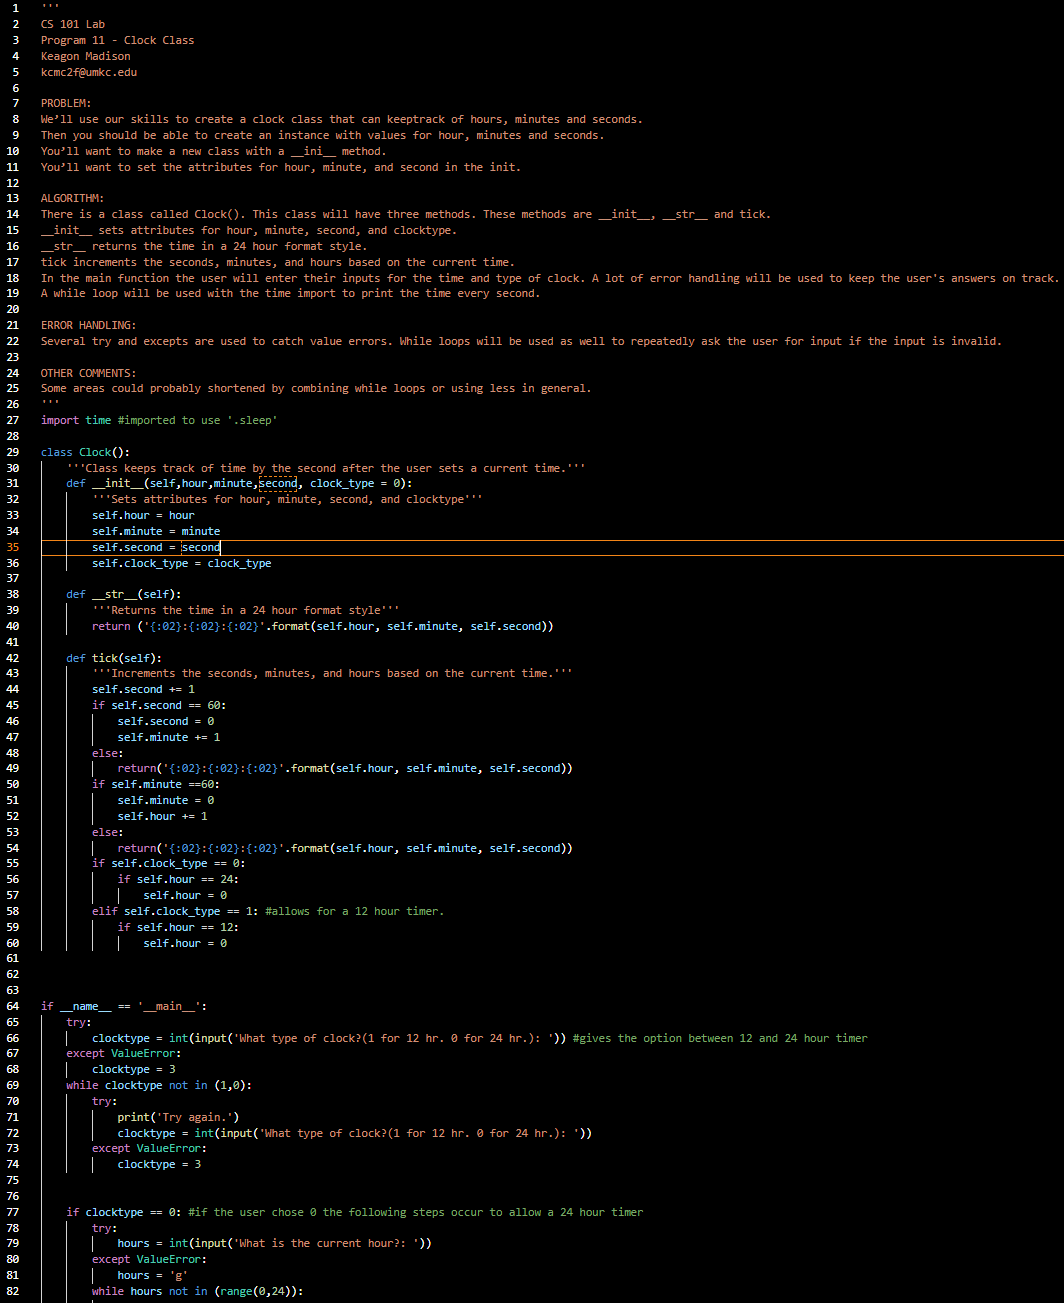 1 '''
2 CS 101 Lab
3 Program 11 - Clock Class
4 Keagon Madison
5 kcmc2f@umkc.edu
6
7 PROBLEM:
8 We’ll use our skills to create a clock class that can keeptrack of hours, minutes and seconds.
9 Then you should be able to create an instance with values for hour, minutes and seconds.
10 You’ll want to make a new class with a __ini__ method.
11 You’ll want to set the attributes for hour, minute, and second in the init.
12
13 ALGORITHM:
14 There is a class called Clock(). This class will have three methods. These methods are __init__, __str__ and tick.
15 __init__ sets attributes for hour, minute, second, and clocktype.
16 __str__ returns the time in a 24 hour format style.
17 tick increments the seconds, minutes, and hours based on the current time.
18 In the main function the user will enter their inputs for the time and type of clock. A lot of error handling will be used to keep the user's answers on track.
19 A while loop will be used with the time import to print the time every second.
20
21 ERROR HANDLING:
22 Several try and excepts are used to catch value errors. While loops will be used as well to repeatedly ask the user for input if the input is invalid.
23
24 OTHER COMMENTS:
25 Some areas could probably shortened by combining while loops or using less in general.
26 '''
27 import time #imported to use '.sleep'
28
29 class Clock():
30     '''Class keeps track of time by the second after the user sets a current time.'''
31     def __init__(self,hour,minute,second, clock_type = 0):
32         '''Sets attributes for hour, minute, second, and clocktype'''
33         self.hour = hour
34         self.minute = minute
35         self.second = second
36         self.clock_type = clock_type
37
38     def __str__(self):
39         '''Returns the time in a 24 hour format style'''
40         return ('{:02}:{:02}:{:02}'.format(self.hour, self.minute, self.second))
41
42     def tick(self):
43         '''Increments the seconds, minutes, and hours based on the current time.'''
44         self.second += 1
45         if self.second == 60:
46             self.second = 0
47             self.minute += 1
48         else:
49             return('{:02}:{:02}:{:02}'.format(self.hour, self.minute, self.second))
50         if self.minute ==60:
51             self.minute = 0
52             self.hour += 1
53         else:
54             return('{:02}:{:02}:{:02}'.format(self.hour, self.minute, self.second))
55         if self.clock_type == 0:
56             if self.hour == 24:
57                 self.hour = 0
58         elif self.clock_type == 1: #allows for a 12 hour timer.
59             if self.hour == 12:
60                 self.hour = 0
61
62
63
64 if __name__ == '__main__':
65     try:
66         clocktype = int(input('What type of clock?(1 for 12 hr. 0 for 24 hr.): ')) #gives the option between 12 and 24 hour timer
67     except ValueError:
68         clocktype = 3
69     while clocktype not in (1,0):
70         try:
71             print('Try again.')
72             clocktype = int(input('What type of clock?(1 for 12 hr. 0 for 24 hr.): '))
73         except ValueError:
74             clocktype = 3
75
76
77     if clocktype == 0: #if the user chose 0 the following steps occur to allow a 24 hour timer
78         try:
79             hours = int(input('What is the current hour?: '))
80         except ValueError:
81             hours = 'g'
82         while hours not in (range(0,24)):